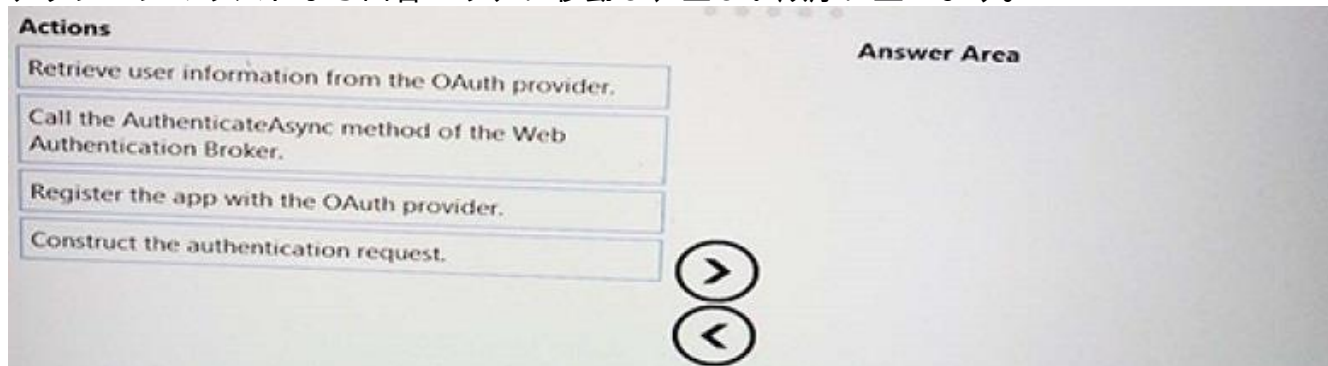 Actions
Answer Area
Retrieve user information from the OAuth provider.
Call the AuthenticateAsync method of the Web
Authentication Broker.
Register the app with the OAuth provider.
Construct the authentication request.